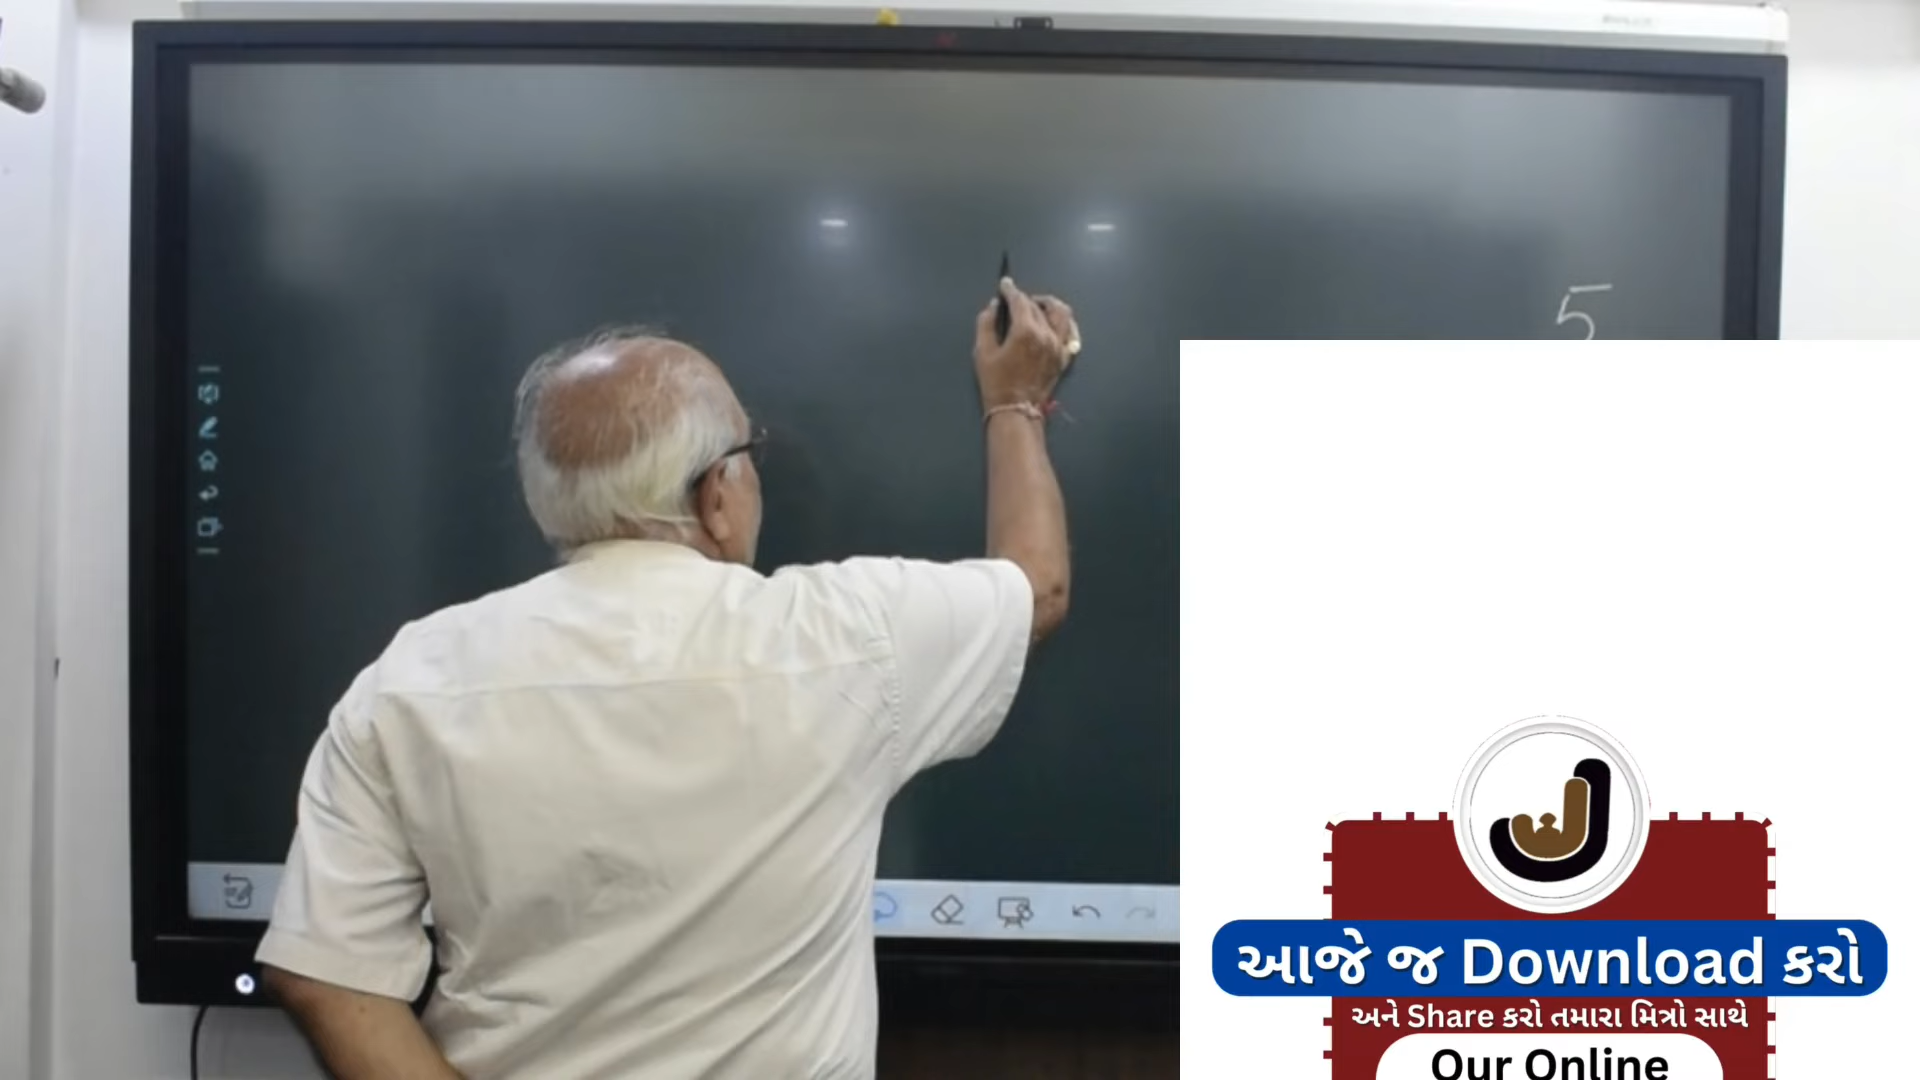 5
આજે જ Download કરો
અને Share કરો તમારા મિત્રો સાથે
Our Online